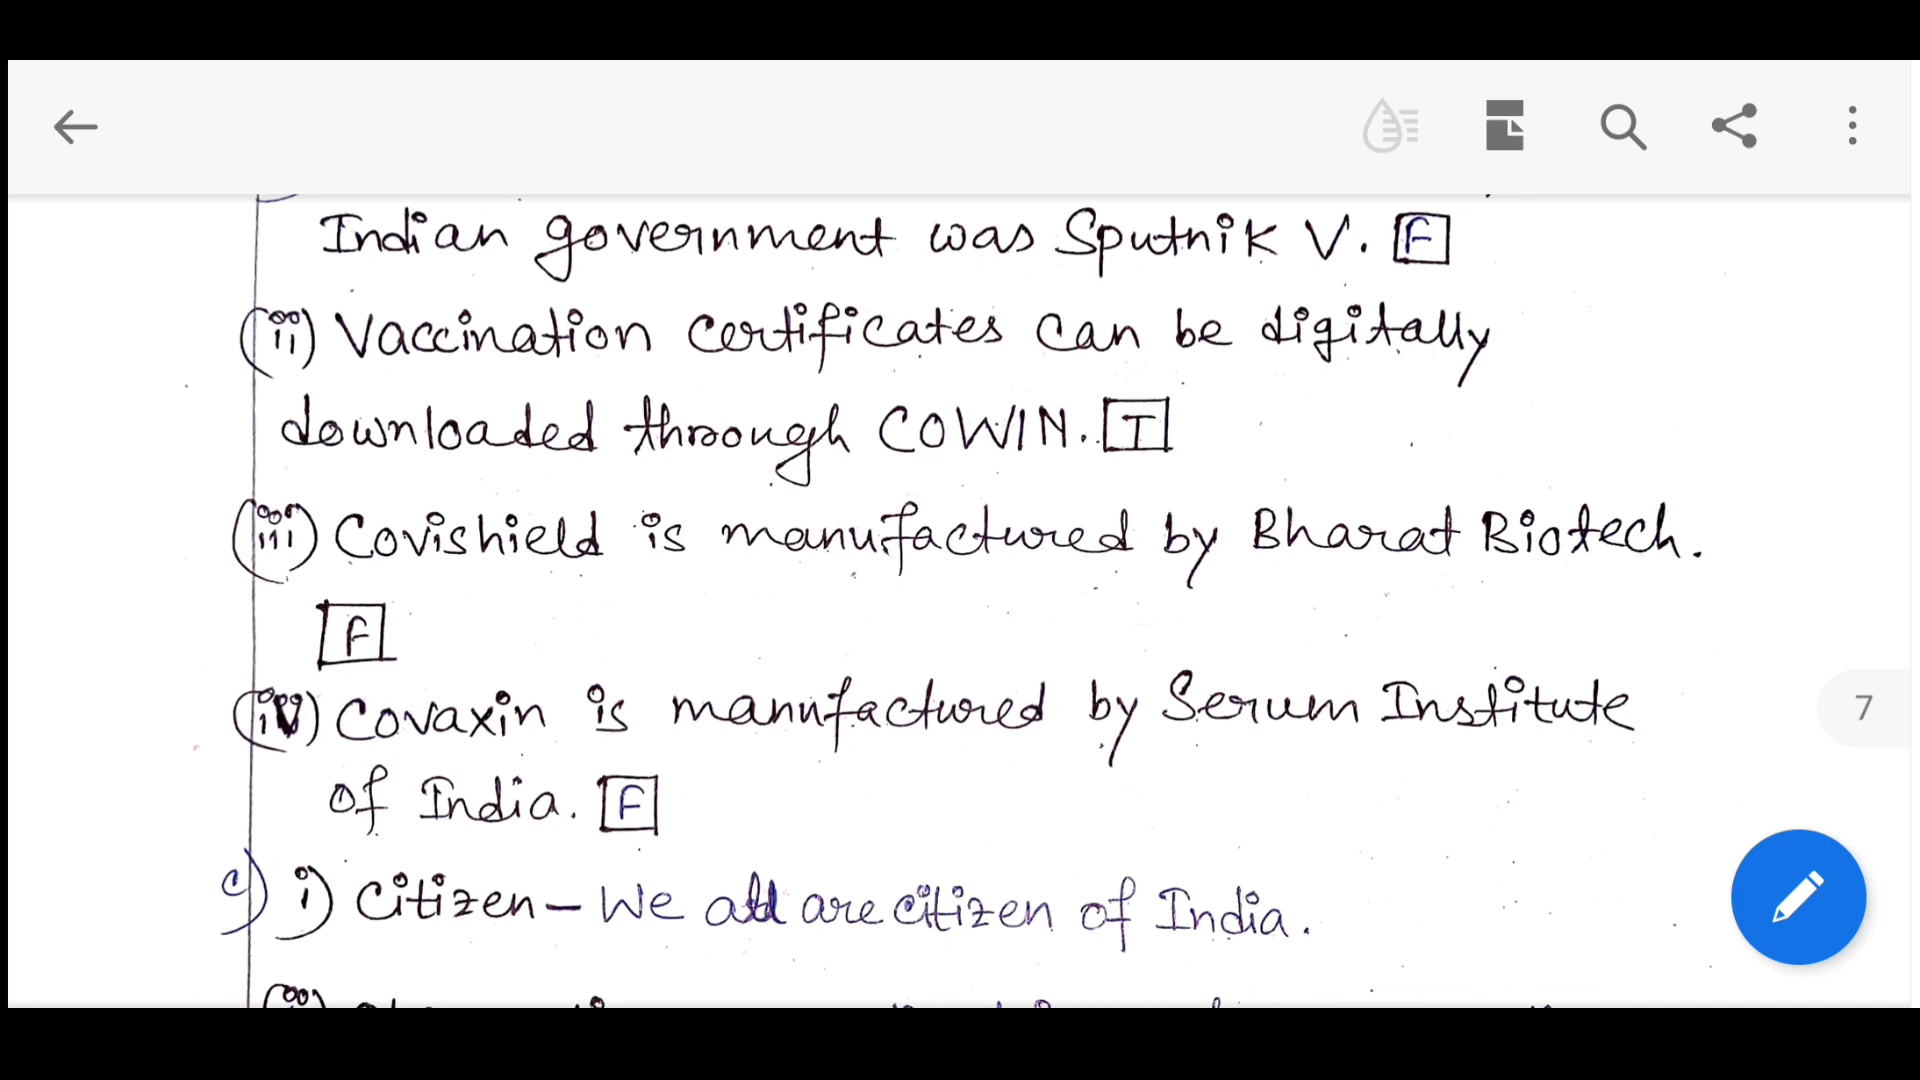 Indian government was Sputnik V. F
(ii) Vaccination certificates can be digitally
downloaded through COWIN. T
(iii) Covishield is manufactured by Bharat Biotech.
F
(iv) Covaxin is manufactured by Serum Institute
7
of India. F
c) i) Citizen - We all are citizen of India.